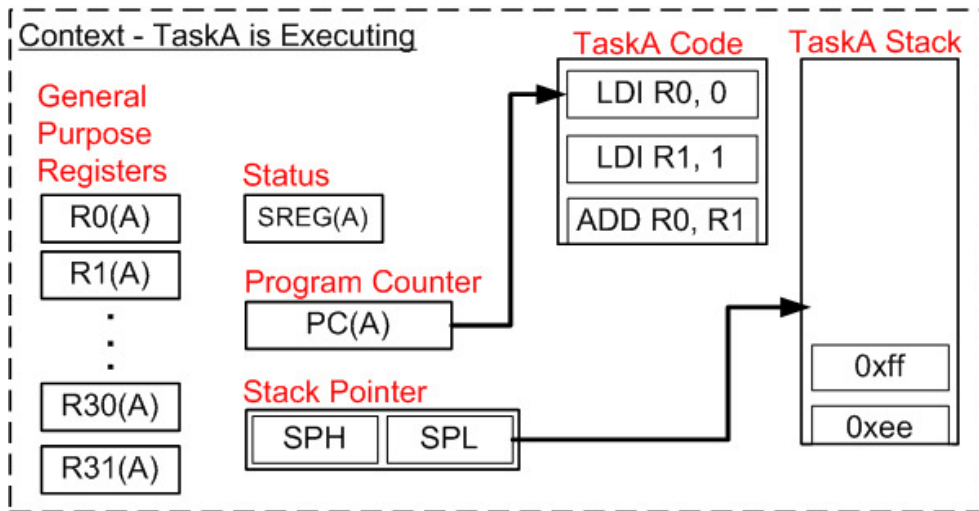 Context - TaskA is Executing
General
Purpose
Registers
R0(A)
R1(A)
.
.
.
R30(A)
R31(A)
Status
SREG(A)
Program Counter
PC(A)
Stack Pointer
SPH SPL
TaskA Code
LDI R0, 0
LDI R1, 1
ADD R0, R1
TaskA Stack
0xff
0xee